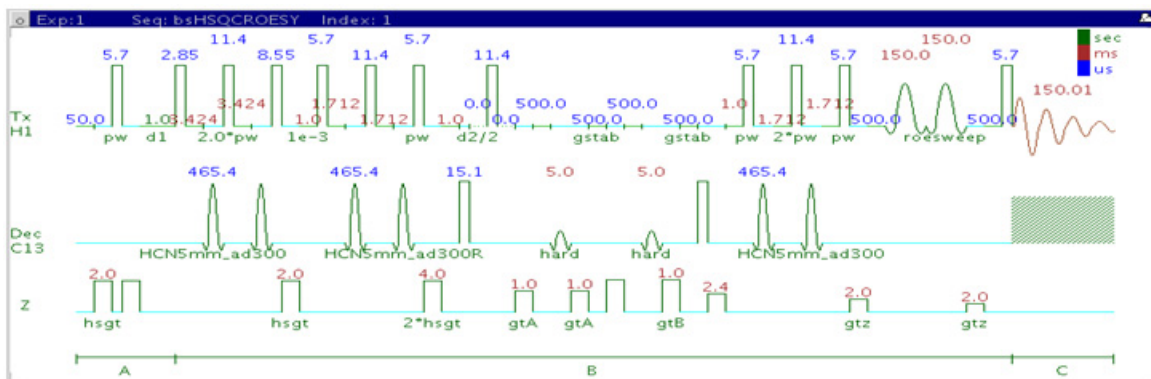 Exp:1 Seq: bsHSQCROESY Index: 1
11.4 5.7 5.7 11.4 150.0 sec
5.7 2.85 8.55 11.4 11.4 5.7 5.7 150.0 5.7 ms
us
3.424 1.712 0.0 500.0 500.0 1.0 1.712 150.01
Tx 50.0 1.0 3.424 1.0 1.712 1.0 0.0 500.0 500.0 1.712 500.0 500.0
H1 pw d1 2.0*pw 1e-3 pw d2/2 gstab gstab pw 2*pw pw roesweep
465.4 465.4 15.1 5.0 5.0 465.4
Dec
C13 HCN5mm_ad300 HCN5mm_ad300R hard hard HCN5mm_ad300
2.0 2.0 4.0 1.0 1.0 1.0 2.4 2.0 2.0
Z
hsgt hsgt 2*hsgt gtA gtA gtB gtz gtz
A B C